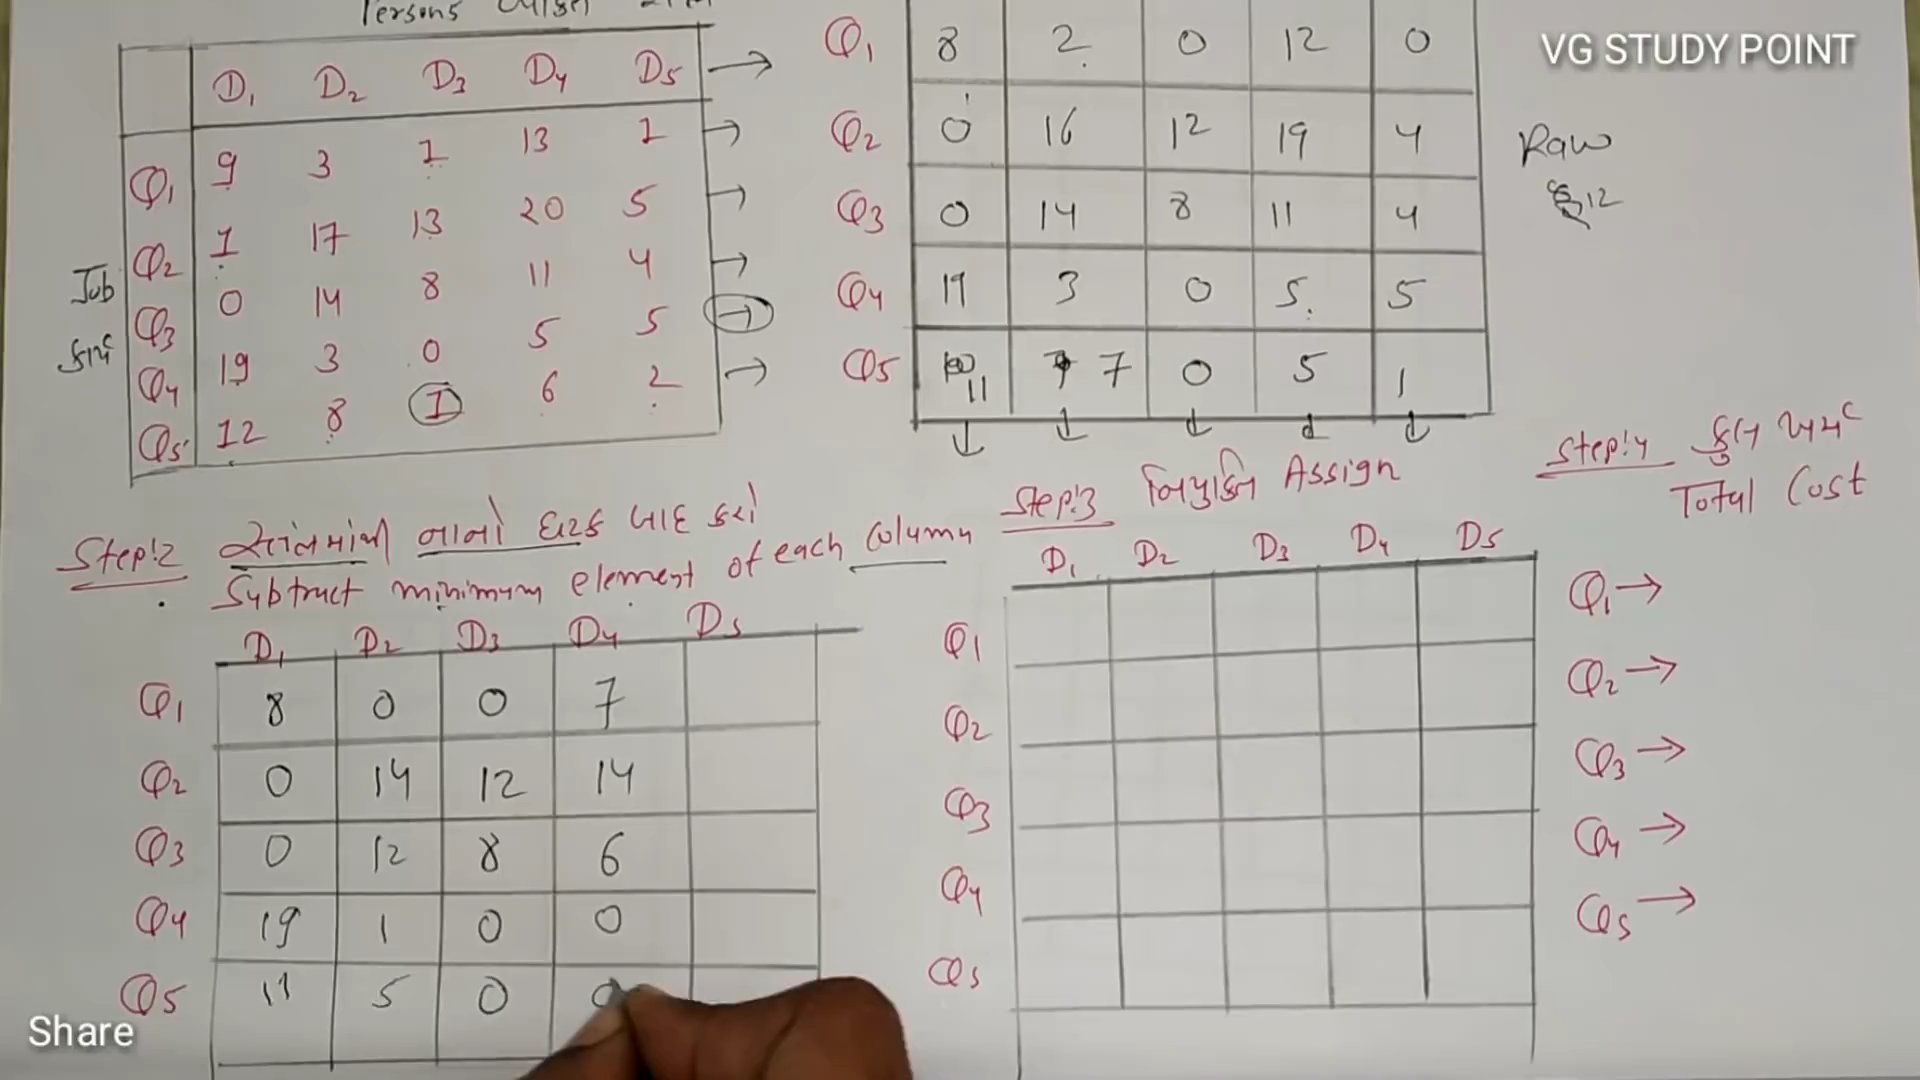 Persons
D1 D2 D3 D4 D5
Q1 9 3 1 13 1
Q2 1 17 13 20 5
Q3 0 14 8 11 4
Q4 19 3 0 5 5
Q5 12 8 1 6 2
Job
કાર્ય
Q1 8 2 0 12 0
Q2 0 16 12 19 4
Q3 0 14 8 11 4
Q4 19 3 0 5 5
Q5 11 7 0 5 1
VG STUDY POINT
Raw
Step:2 નાનો ઘટક બાદ કરો
Subtruct minimum element of each column
D1 D2 D3 D4 D5
Q1 8 0 0 7
Q2 0 14 12 14
Q3 0 12 8 6
Q4 19 1 0 0
Q5 11 5 0 0
Step:3 નિયુક્તિ Assign
D1 D2 D3 D4 D5
Q1
Q2
Q3
Q4
Q5
Step:4 કુલ ખર્ચ
Total Cost
Q1 →
Q2 →
Q3 →
Q4 →
Q5 →
Share